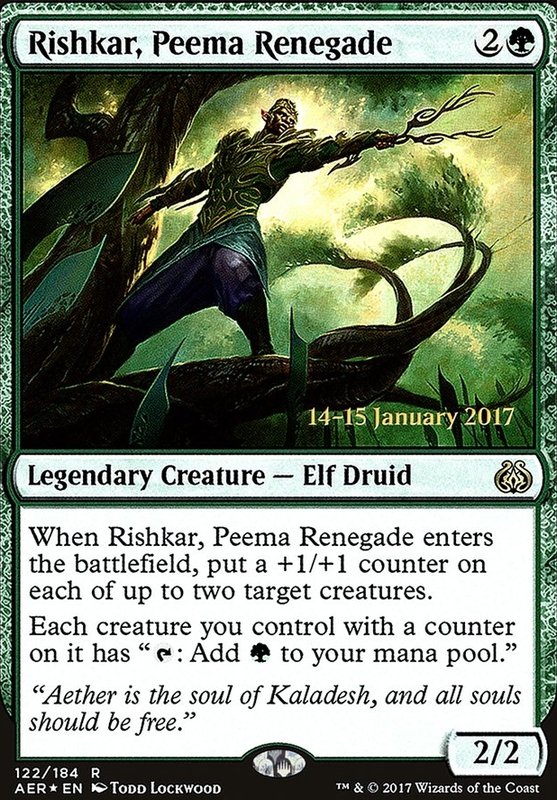 Rishkar, Peema Renegade 2
14–15 January 2017
Legendary Creature — Elf Druid
When Rishkar, Peema Renegade enters
the battlefield, put a +1/+1 counter on
each of up to two target creatures.
Each creature you control with a counter
on it has “: Add to your mana pool.”
“Aether is the soul of Kaladesh, and all souls
should be free.”
2/2
122/184 R
AER★EN Todd Lockwood
™ & © 2017 Wizards of the Coast